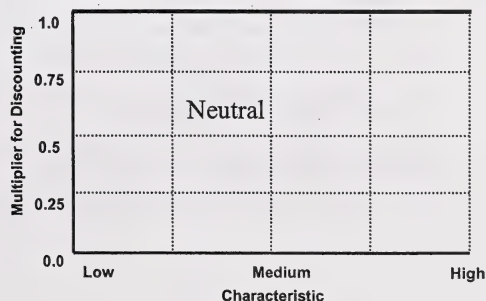 Multiplier for Discounting
1.0
0.75
Neutral
0.5
0.25
0.0
Low Medium High
Characteristic